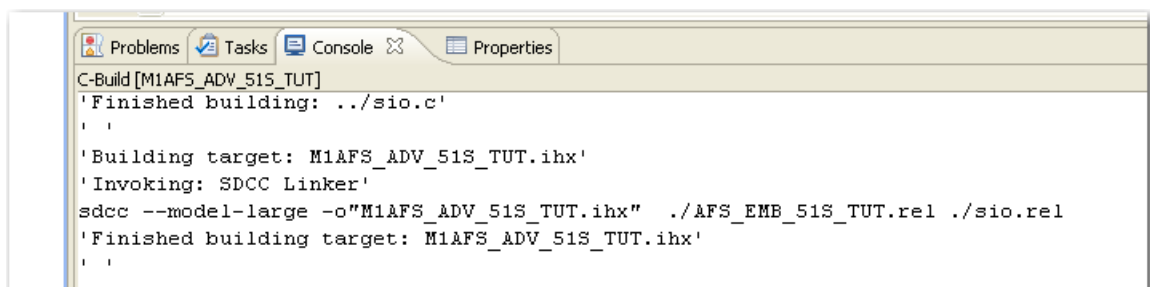 Problems Tasks Console Properties
C-Build [M1AFS_ADV_51S_TUT]
'Finished building: ../sio.c'
' '
'Building target: M1AFS_ADV_51S_TUT.ihx'
'Invoking: SDCC Linker'
sdcc --model-large -o"M1AFS_ADV_51S_TUT.ihx"  ./AFS_EMB_51S_TUT.rel ./sio.rel
'Finished building target: M1AFS_ADV_51S_TUT.ihx'
' '